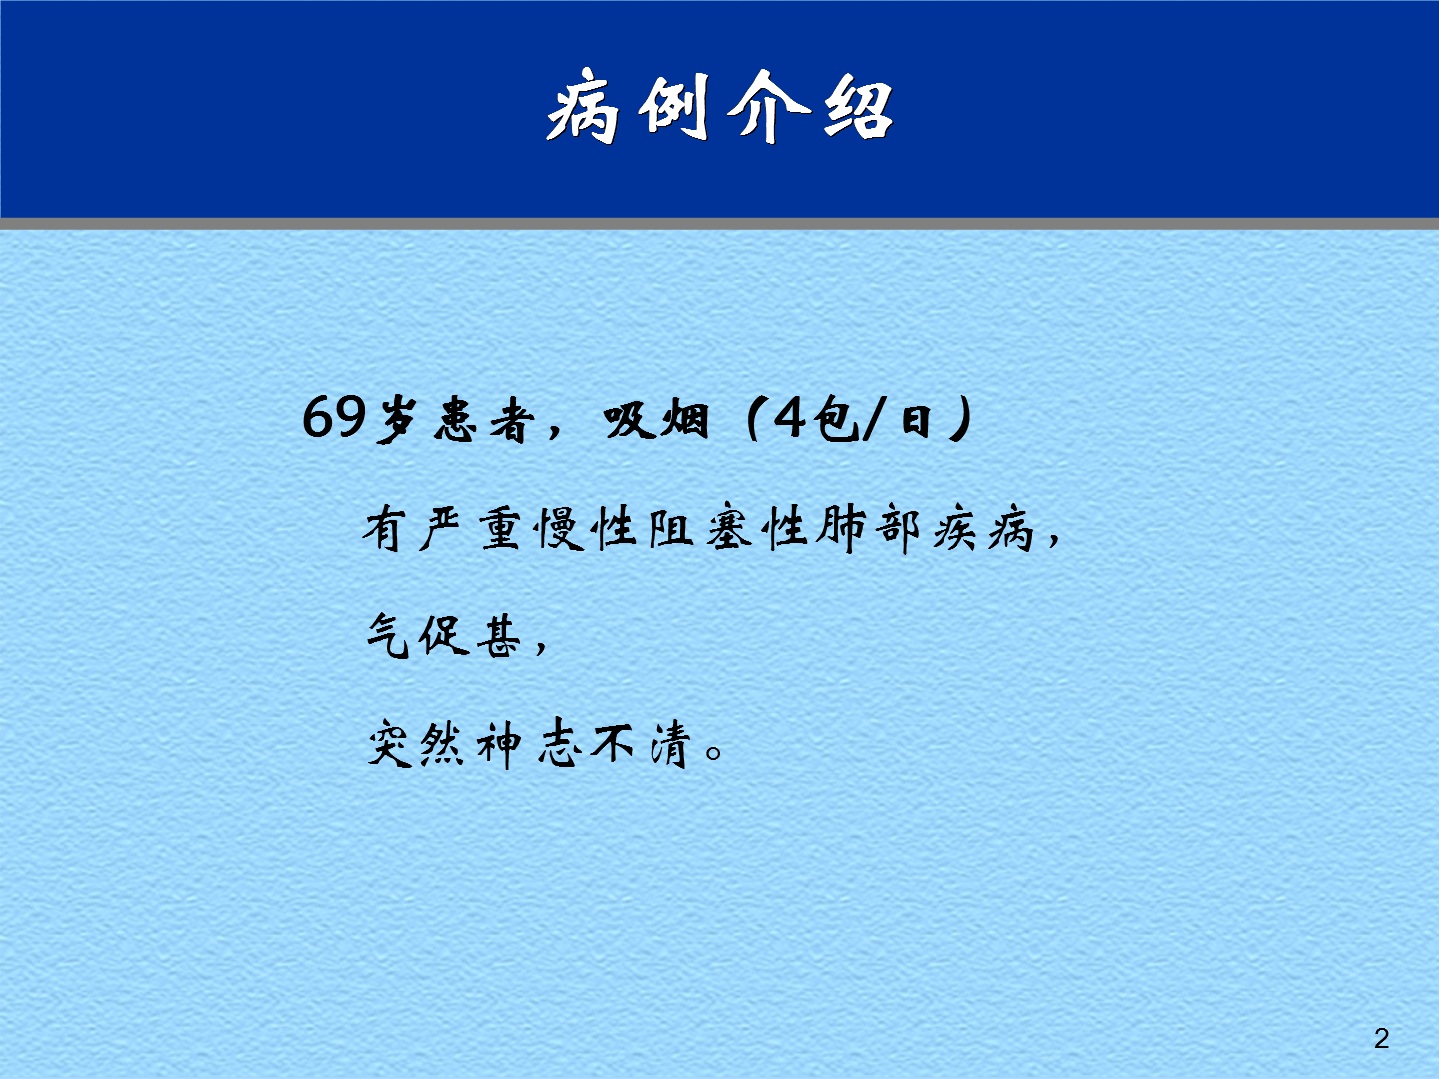 病例介绍
69岁患者，吸烟（4包/日）
有严重慢性阻塞性肺部疾病，
气促甚，
突然神志不清。
2